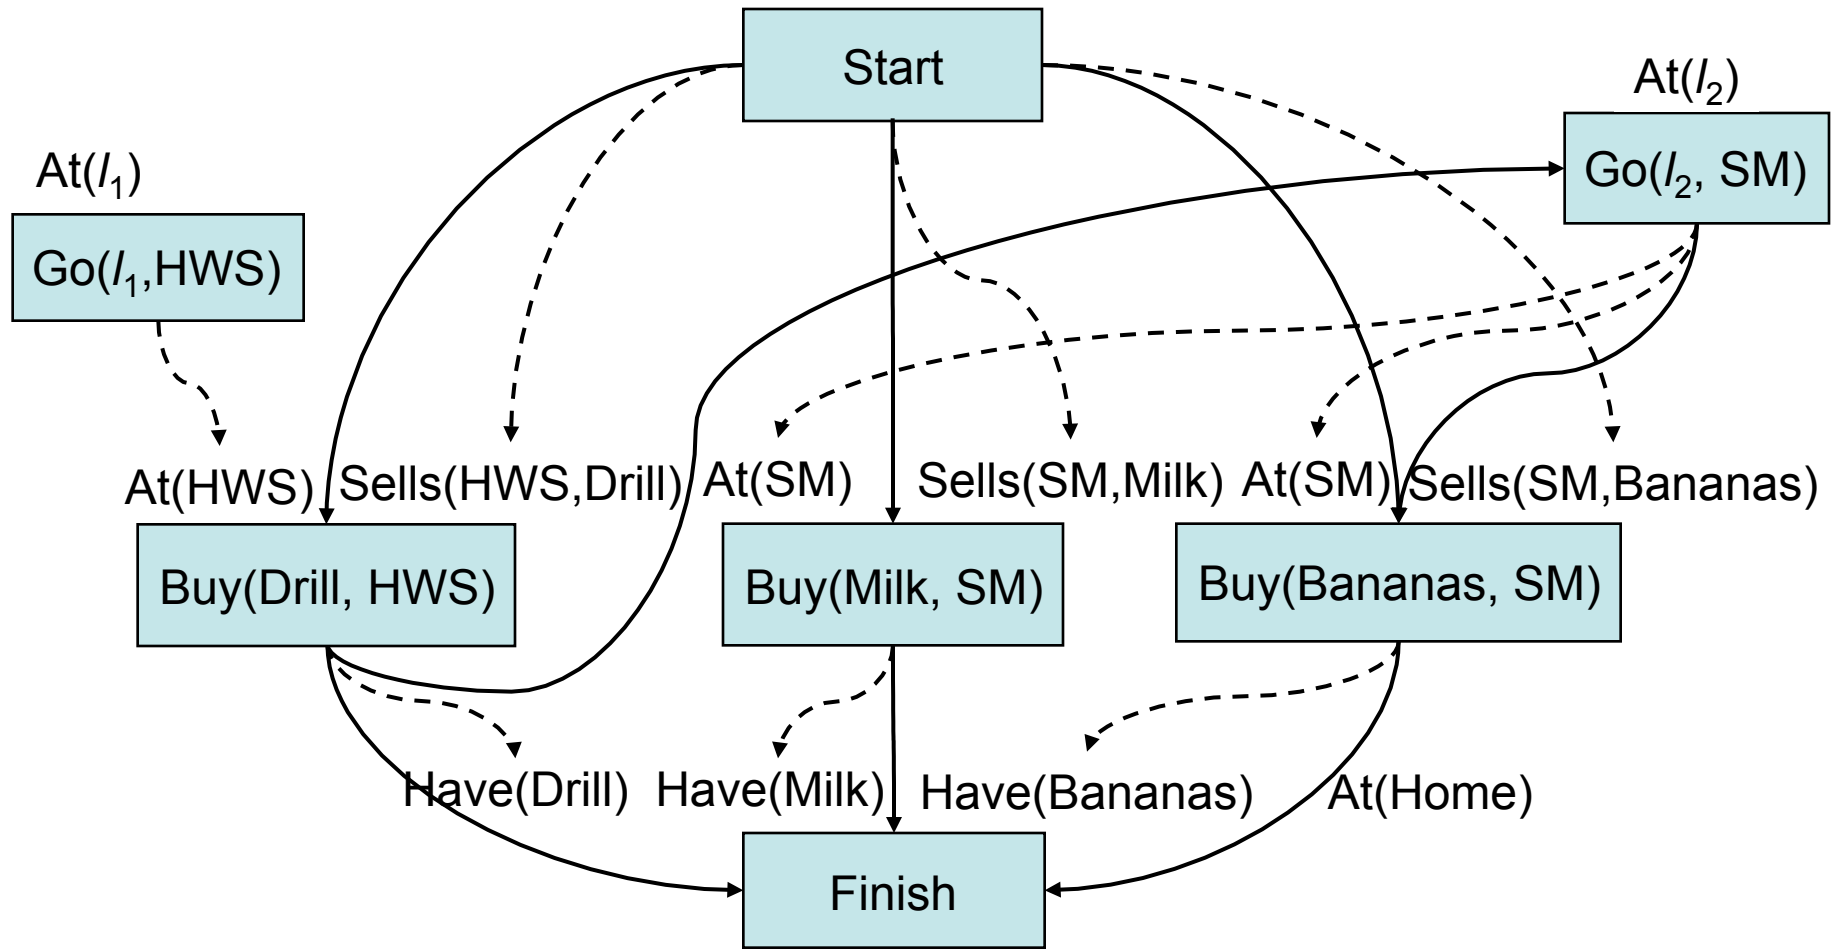 Start
At(l₂)
Go(l₂, SM)
At(l₁)
Go(l₁,HWS)
At(HWS)
Sells(HWS,Drill)
At(SM)
Sells(SM,Milk)
At(SM)
Sells(SM,Bananas)
Buy(Drill, HWS)
Buy(Milk, SM)
Buy(Bananas, SM)
Have(Drill)
Have(Milk)
Have(Bananas)
At(Home)
Finish